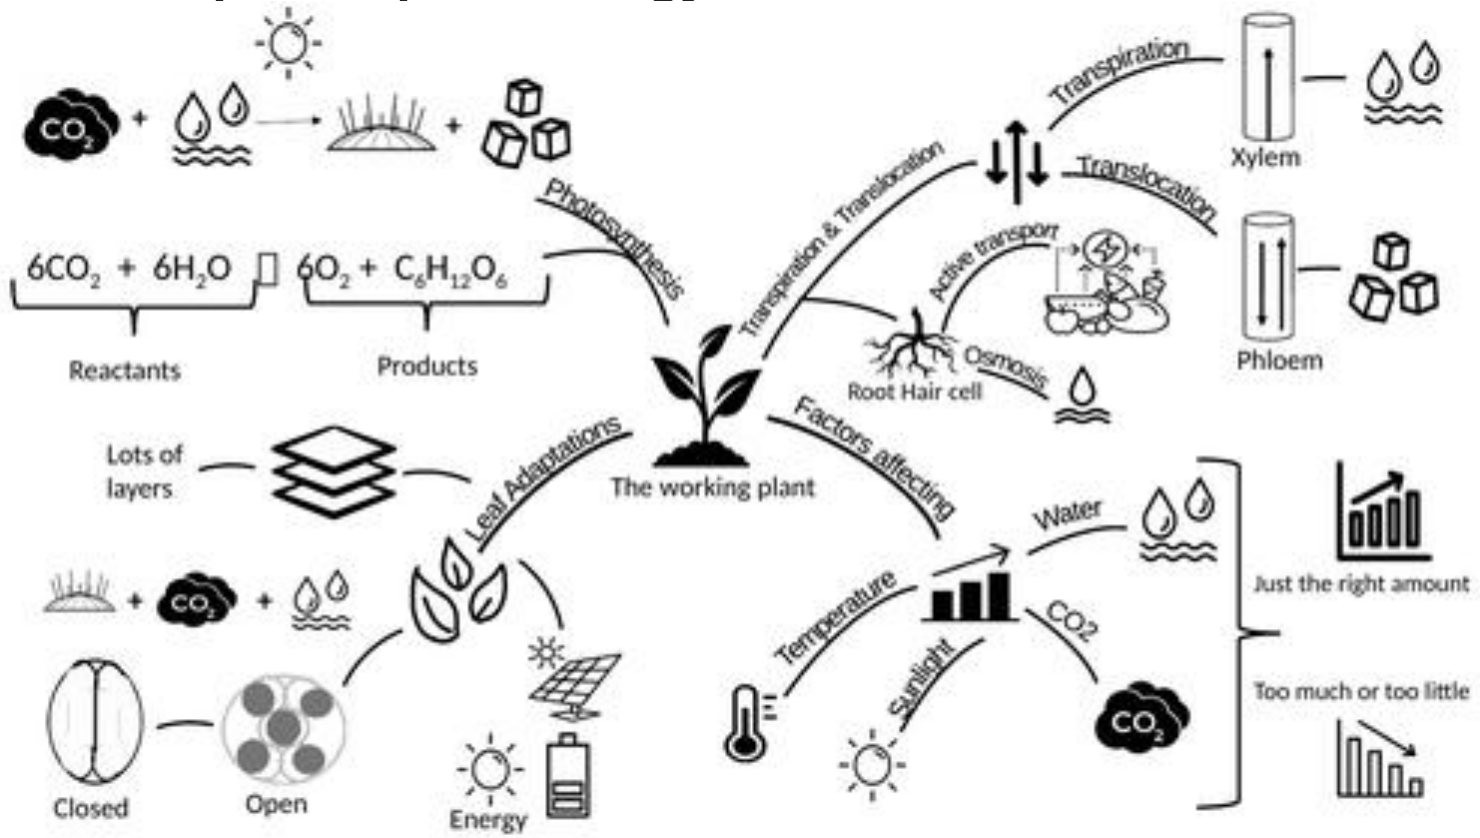 CO₂ + +
Photosynthesis
6CO₂ + 6H₂O 6O₂ + C₆H₁₂O₆
Reactants
Products
Transpiration & Translocation
Transpiration
Xylem
Translocation
Phloem
Active transport
Osmosis
Root Hair cell
The working plant
Leaf Adaptations
Lots of
layers
+ CO₂ +
Closed
Open
Energy
Factors affecting
Water
Temperature
Sunlight
CO2
CO₂
Just the right amount
Too much or too little